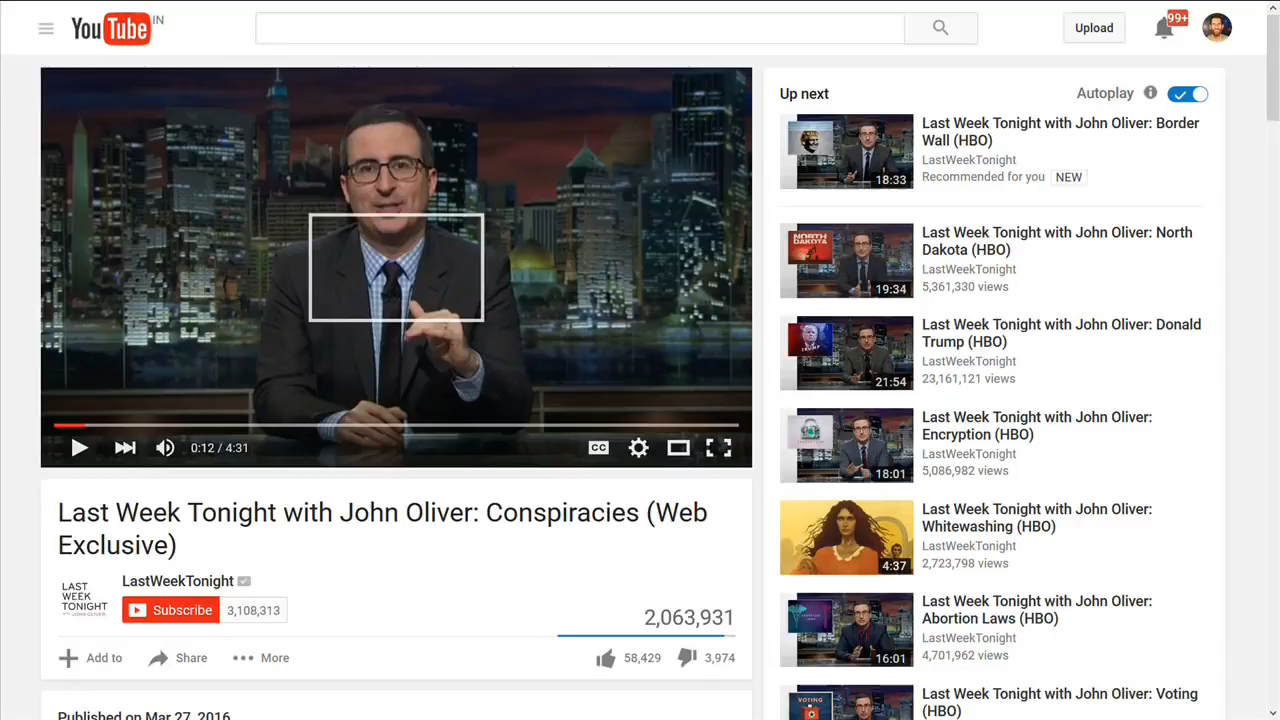 YouTube IN
Upload
99+
CC
0:12 / 4:31
Last Week Tonight with John Oliver: Conspiracies (Web
Exclusive)
LAST
WEEK
TONIGHT
LastWeekTonight
Subscribe 3,108,313
2,063,931
Add to Share More 58,429 3,974
Published on Mar 27, 2016
Up next Autoplay
Last Week Tonight with John Oliver: Border
Wall (HBO)
LastWeekTonight
Recommended for you NEW
18:33
Last Week Tonight with John Oliver: North
Dakota (HBO)
LastWeekTonight
5,361,330 views
NORTH
DAKOTA
19:34
Last Week Tonight with John Oliver: Donald
Trump (HBO)
LastWeekTonight
23,161,121 views
TRUMP
21:54
Last Week Tonight with John Oliver:
Encryption (HBO)
LastWeekTonight
5,086,982 views
18:01
Last Week Tonight with John Oliver:
Whitewashing (HBO)
LastWeekTonight
2,723,798 views
4:37
Last Week Tonight with John Oliver:
Abortion Laws (HBO)
LastWeekTonight
4,701,962 views
16:01
Last Week Tonight with John Oliver: Voting
(HBO)
VOTING